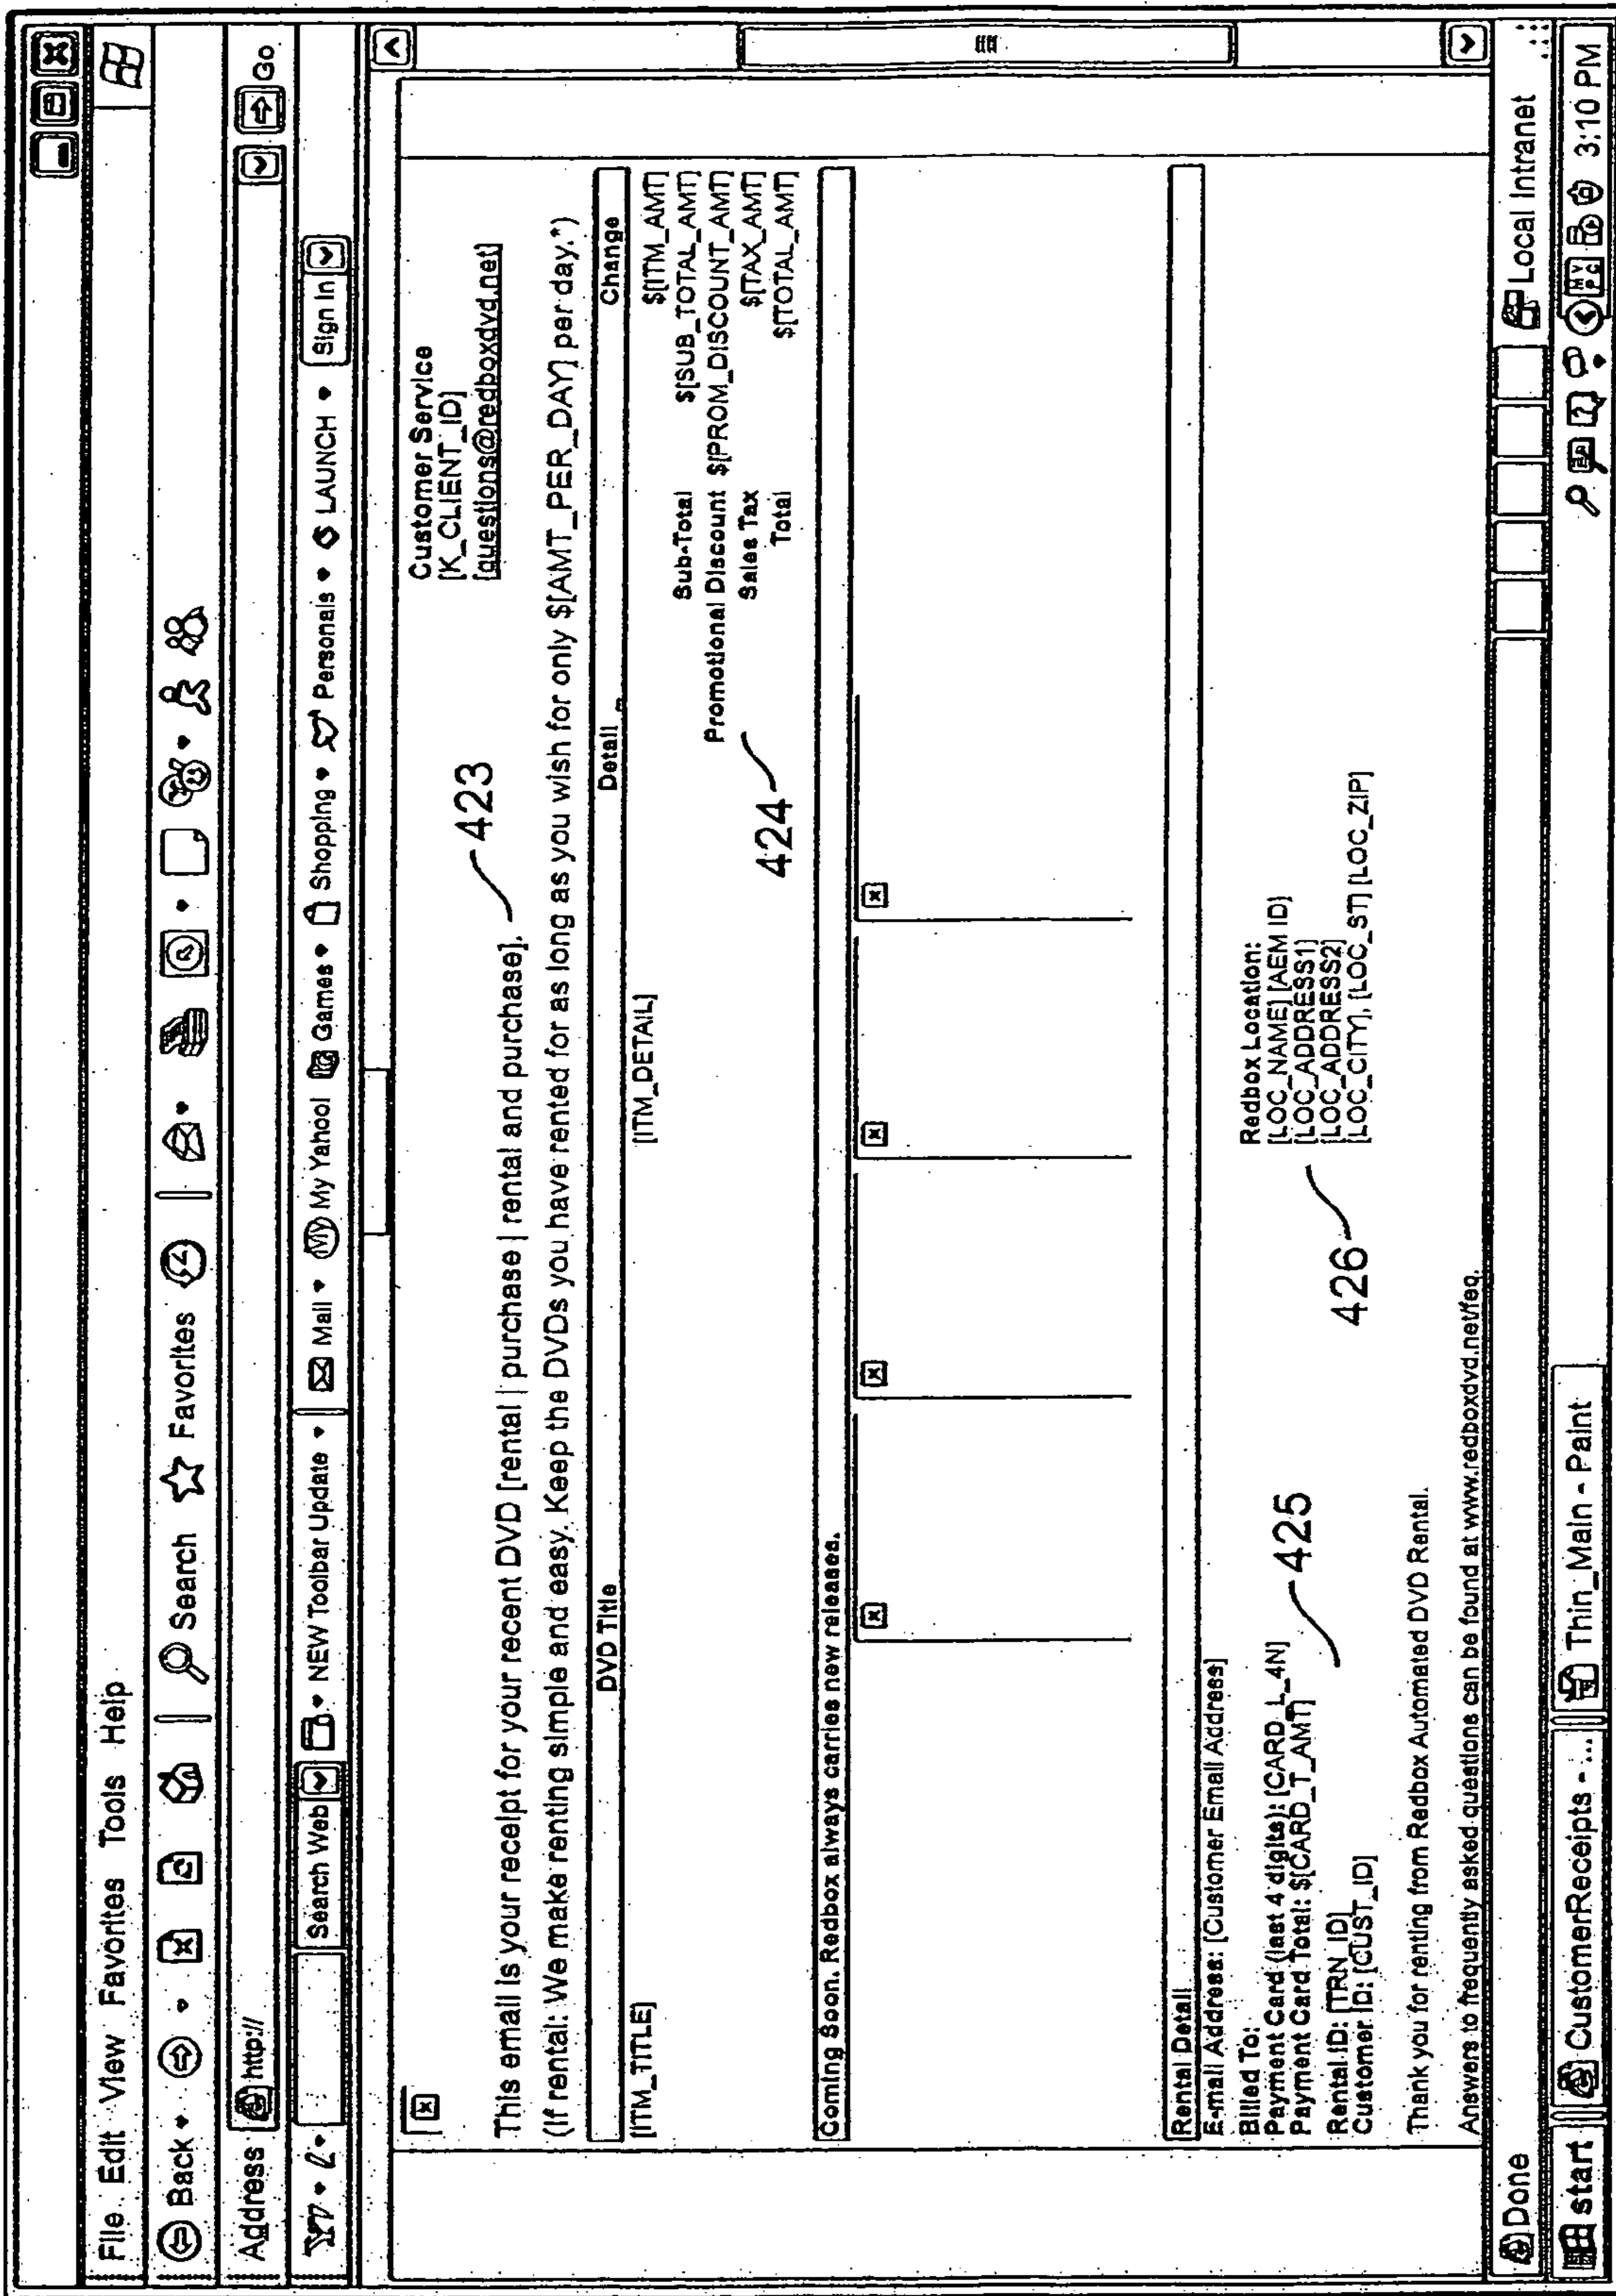 File Edit View Favorites Tools Help
Back Search Favorites
Address http:// Go
Search Web NEW Toolbar Update Mail My Yahoo! Games Shopping Personals LAUNCH Sign In
Customer Service
[K_CLIENT_ID]
[questions@redboxdvd.net]
This email is your receipt for your recent DVD [rental | purchase | rental and purchase]. 423
(If rental: We make renting simple and easy. Keep the DVDs you have rented for as long as you wish for only $[AMT_PER_DAY] per day.*)
DVD Title Detail Change
[ITM_TITLE] [ITM_DETAIL] $[ITM_AMT]
Sub-Total $[SUB_TOTAL_AMT]
Promotional Discount $[PROM_DISCOUNT_AMT]
Sales Tax $[TAX_AMT]
424 Total $[TOTAL_AMT]
Coming Soon. Redbox always carries new releases.
Rental Detail
E-mail Address: [Customer Email Address]
Billed To:
Payment Card (last 4 digits): [CARD_L_4N]
Payment Card Total: $[CARD_T_AMT]
Rental ID: [TRN_ID]
Customer ID: [CUST_ID]
425
Redbox Location:
[LOC_NAME] [AEM ID]
[LOC_ADDRESS1]
[LOC_ADDRESS2]
[LOC_CITY], [LOC_ST] [LOC_ZIP]
426
Thank you for renting from Redbox Automated DVD Rental.
Answers to frequently asked questions can be found at www.redboxdvd.net/faq.
Done Local Intranet
start CustomerReceipts - ... Thin_Main - Paint 3:10 PM